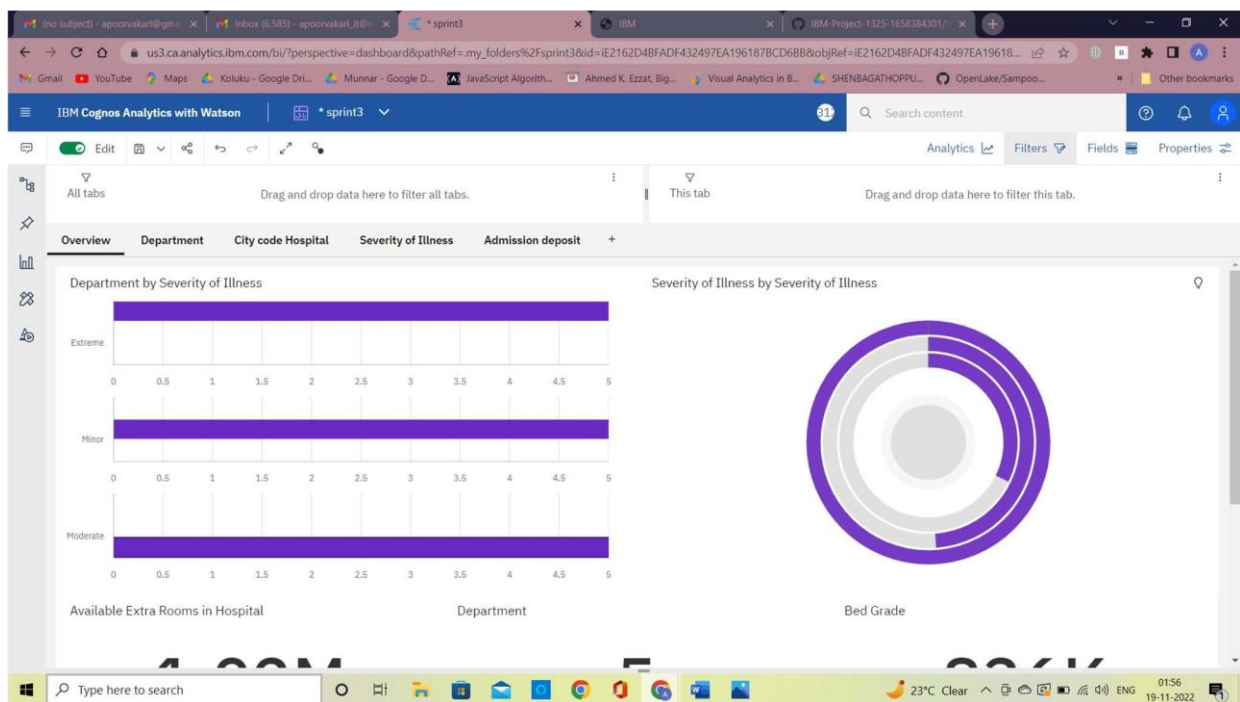 (no subject) - apoorvakarl@gma
Inbox (6,585) - apoorvakarl_it@
* sprint3
IBM
IBM-Project-1325-1658384301/
us3.ca.analytics.ibm.com/bi/?perspective=dashboard&pathRef=.my_folders%2Fsprint3&id=iE2162D4BFADF432497EA196187BCD6BB&objRef=iE2162D4BFADF432497EA19618...
Gmail YouTube Maps Koluku - Google Dri... Munnar - Google D... JavaScript Algorith... Ahmed K. Ezzat, Big... Visual Analytics in B... SHENBAGATHOPPU... OpenLake/Sampoo... » Other bookmarks
IBM Cognos Analytics with Watson * sprint3 Search content
Edit Analytics Filters Fields Properties
All tabs Drag and drop data here to filter all tabs. This tab Drag and drop data here to filter this tab.
Overview Department City code Hospital Severity of Illness Admission deposit +
Department by Severity of Illness
Extreme
0 0.5 1 1.5 2 2.5 3 3.5 4 4.5 5
Minor
0 0.5 1 1.5 2 2.5 3 3.5 4 4.5 5
Moderate
0 0.5 1 1.5 2 2.5 3 3.5 4 4.5 5
Severity of Illness by Severity of Illness
Available Extra Rooms in Hospital Department Bed Grade
Type here to search 23°C Clear ENG 01:56
19-11-2022